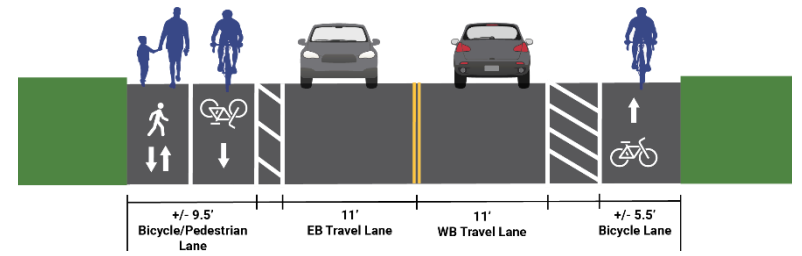 +/- 9.5'
Bicycle/Pedestrian
Lane
11'
EB Travel Lane
11'
WB Travel Lane
+/- 5.5'
Bicycle Lane